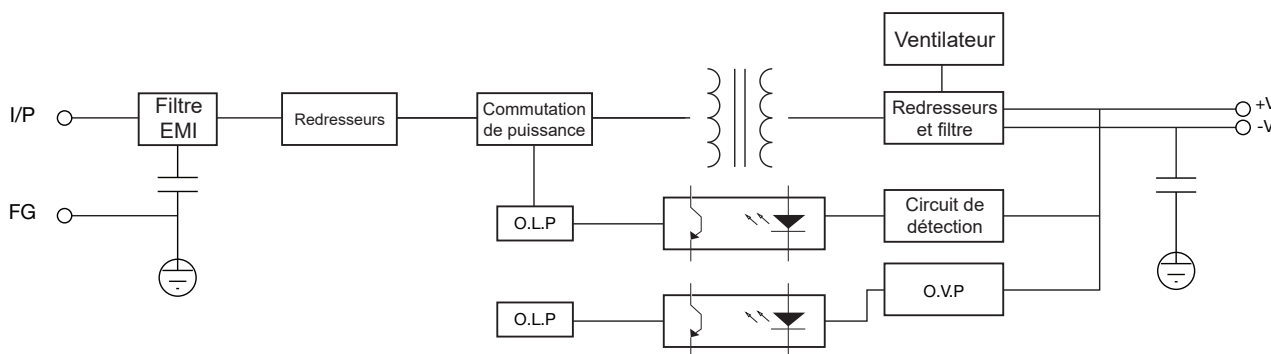 Ventilateur
I/P
Filtre
EMI
Redresseurs
Commutation
de puissance
Redresseurs
et filtre
+V
-V
FG
O.L.P
Circuit de
détection
O.L.P
O.V.P